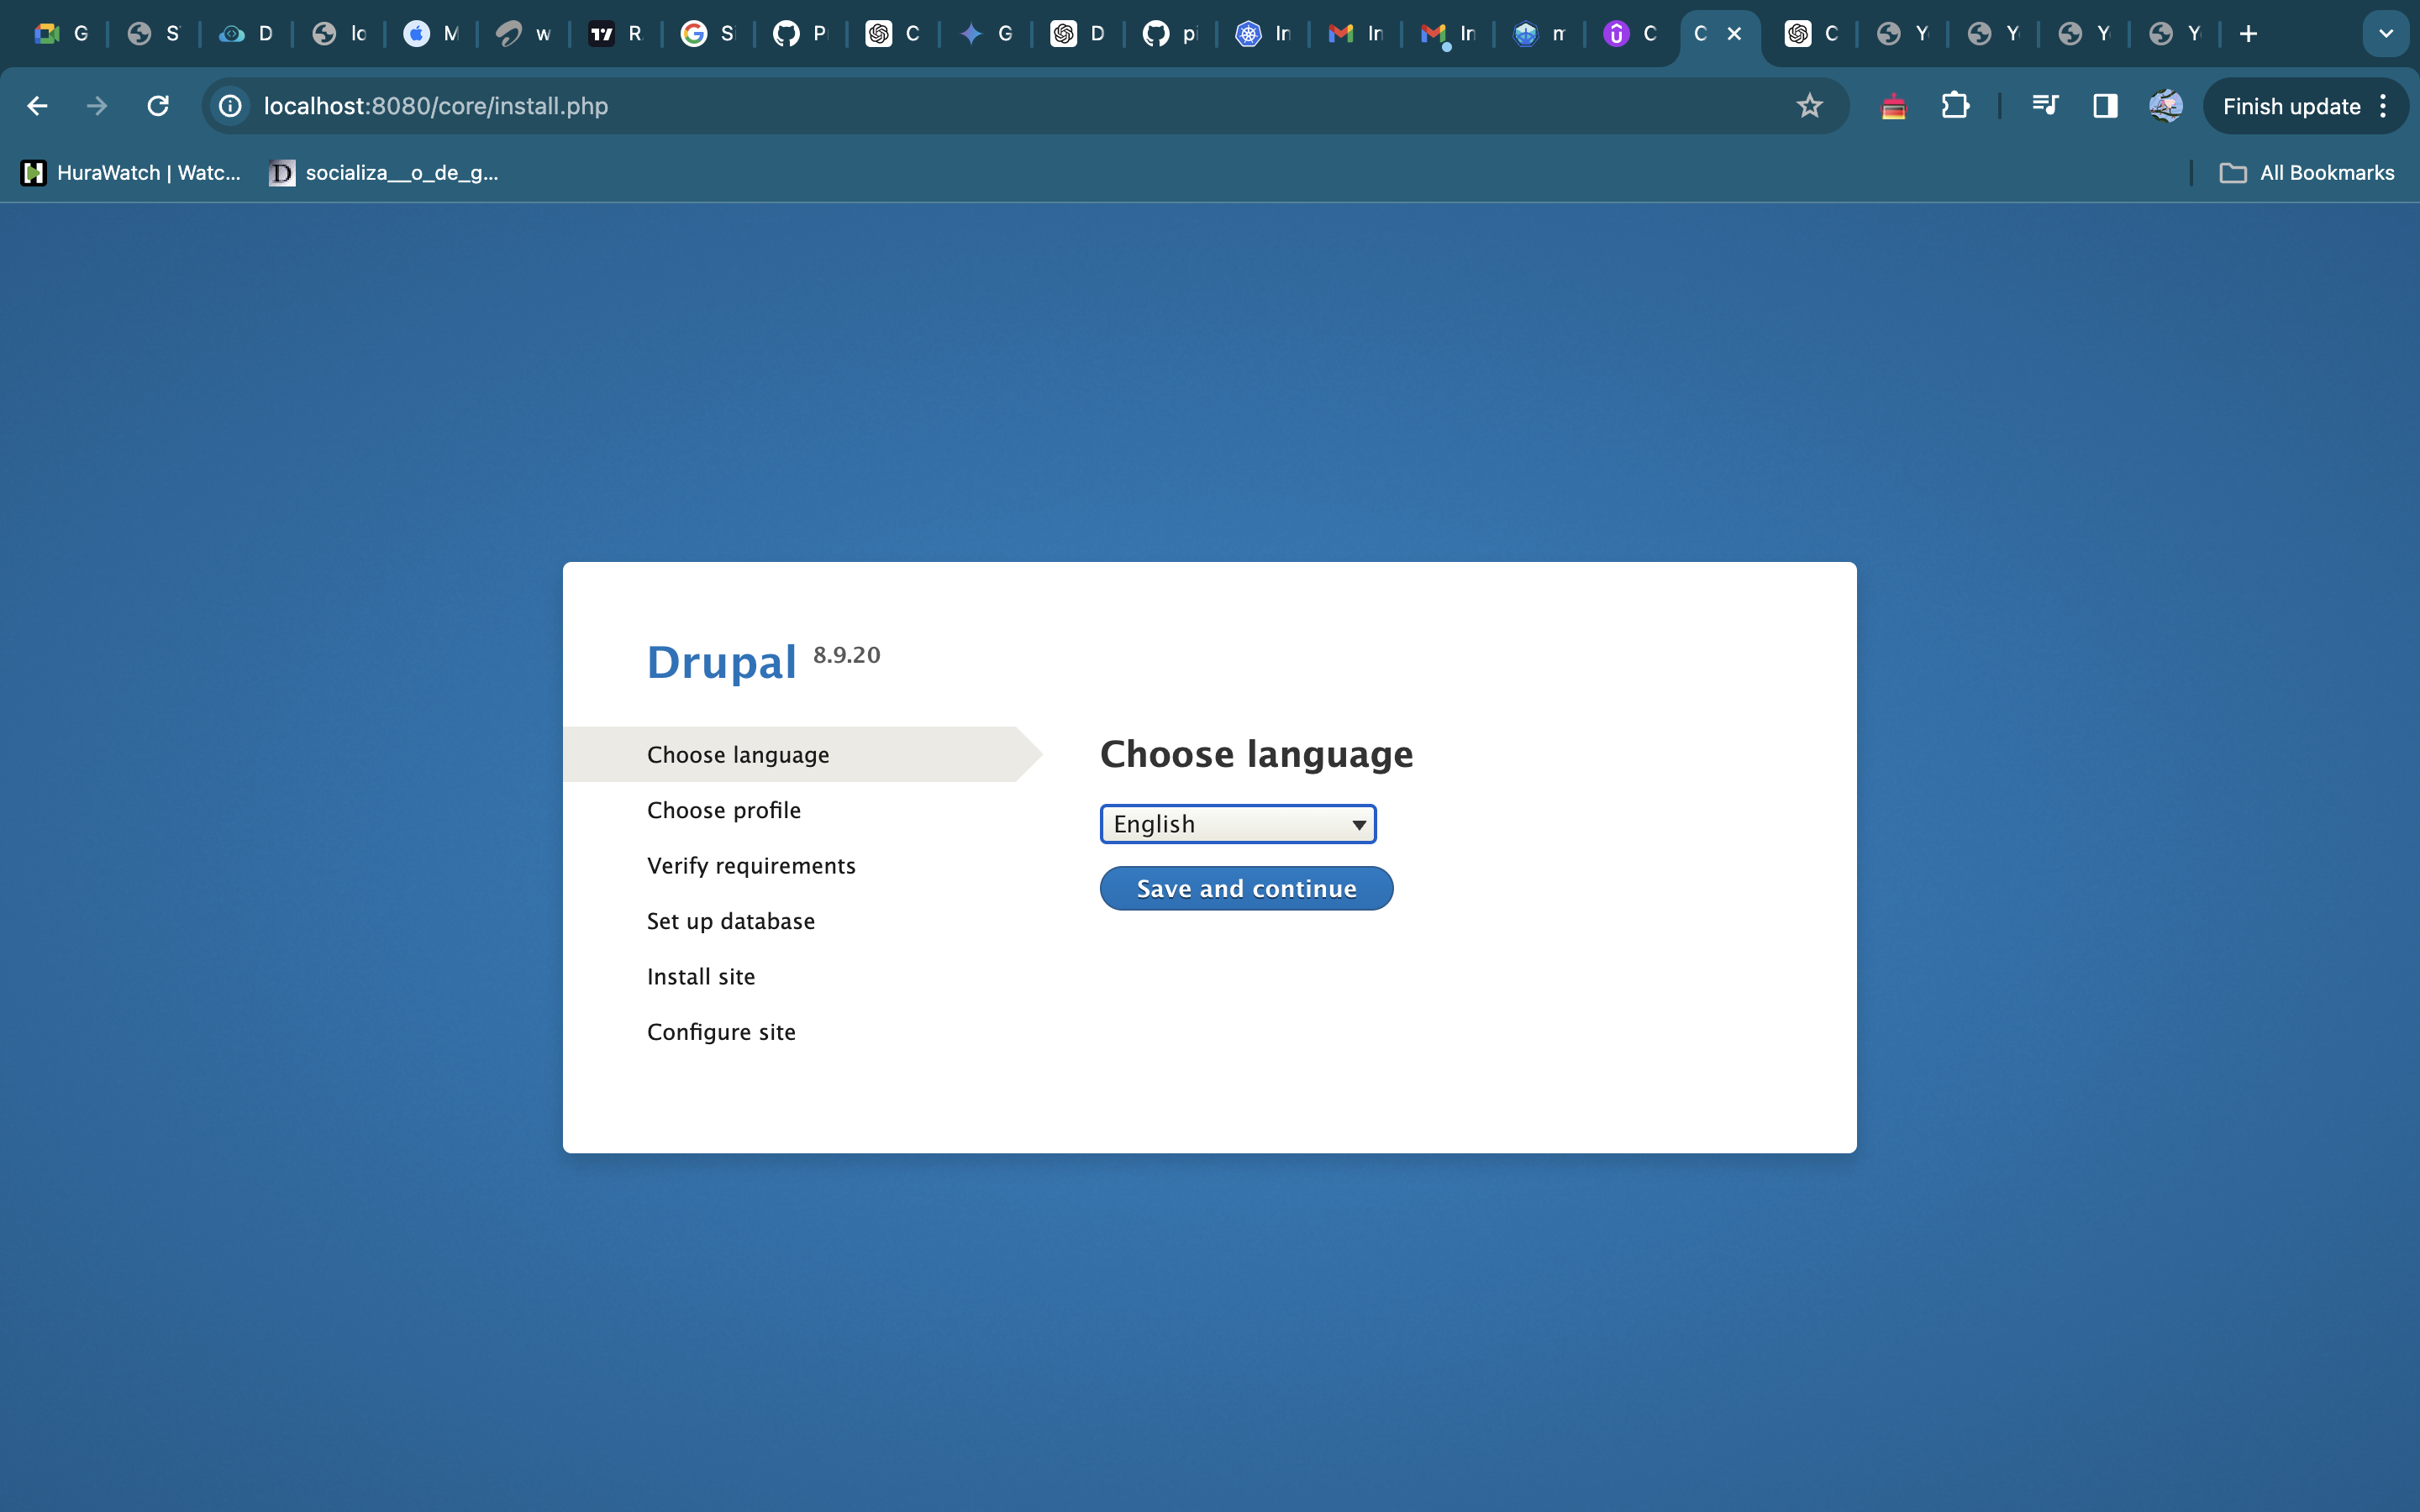 G S D M w R S P C G D pi In In In m C C C Y Y Y Y
localhost:8080/core/install.php
Finish update
HuraWatch | Watc... socializa__o_de_g...
All Bookmarks
Drupal 8.9.20
Choose language
Choose profile
Verify requirements
Set up database
Install site
Configure site
Choose language
English
Save and continue